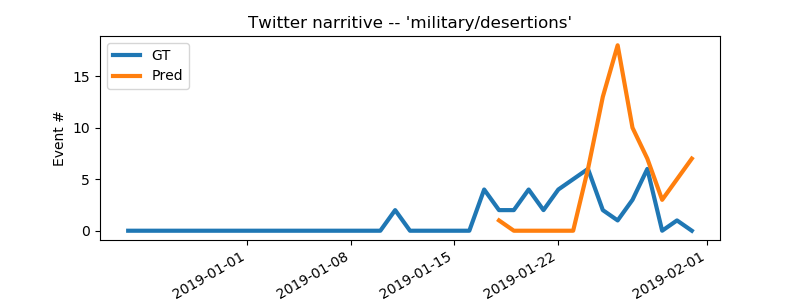 Twitter narritive -- 'military/desertions'
GT
Pred
Event #
15
10
5
0
2019-01-01
2019-01-08
2019-01-15
2019-01-22
2019-02-01